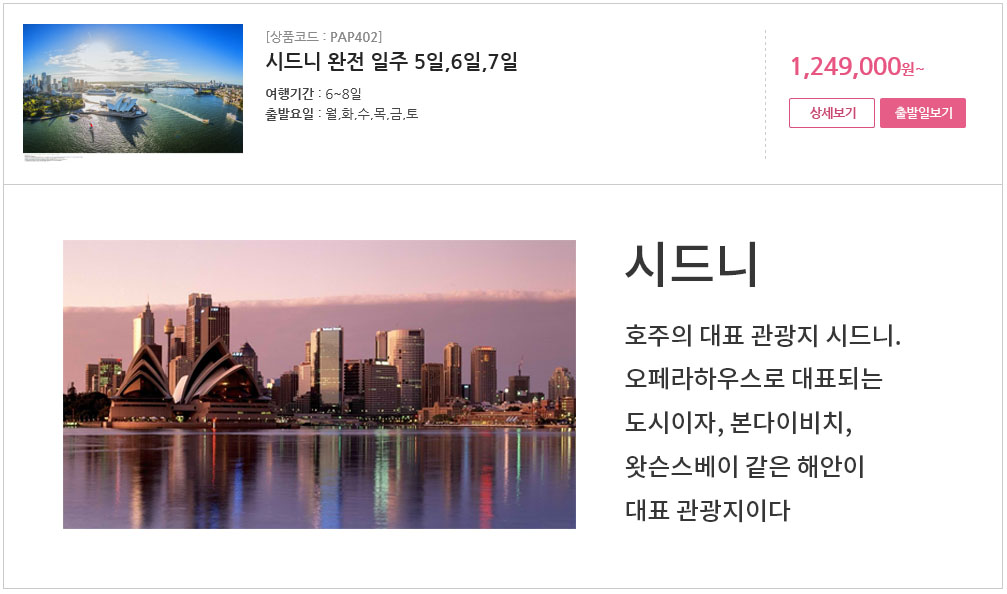 [상품코드 : PAP402]
시드니 완전 일주 5일,6일,7일
여행기간 : 6~8일
출발요일 : 월,화,수,목,금,토
1,249,000원~
상세보기
출발일보기
시드니
호주의 대표 관광지 시드니.
오페라하우스로 대표되는
도시이자, 본다이비치,
왓슨스베이 같은 해안이
대표 관광지이다